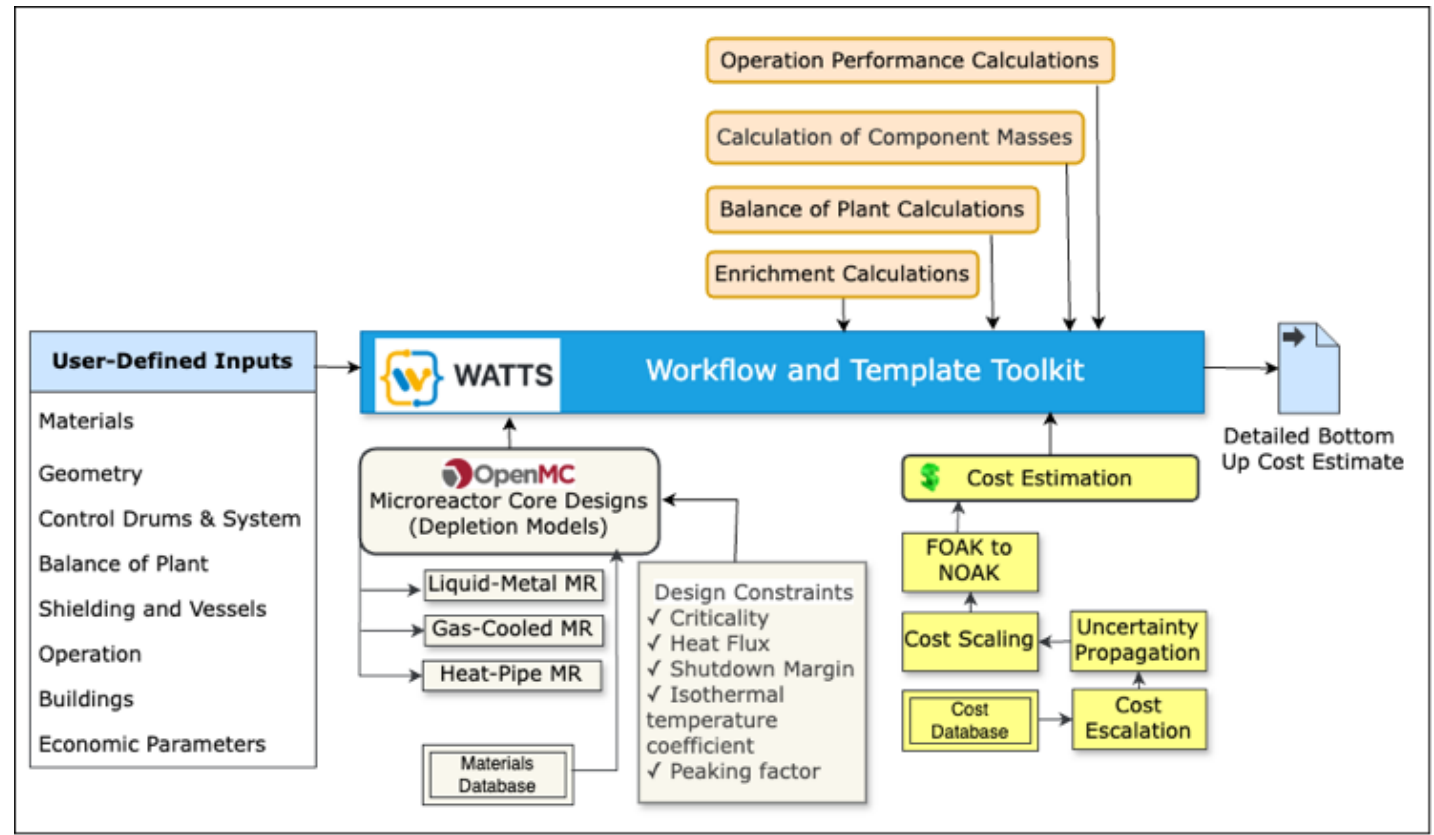 Operation Performance Calculations
Calculation of Component Masses
Balance of Plant Calculations
Enrichment Calculations
User-Defined Inputs
Materials
Geometry
Control Drums & System
Balance of Plant
Shielding and Vessels
Operation
Buildings
Economic Parameters
WATTS
Workflow and Template Toolkit
Detailed Bottom
Up Cost Estimate
OpenMC
Microreactor Core Designs
(Depletion Models)
Liquid-Metal MR
Gas-Cooled MR
Heat-Pipe MR
Materials
Database
Design Constraints
✓ Criticality
✓ Heat Flux
✓ Shutdown Margin
✓ Isothermal
temperature
coefficient
✓ Peaking factor
$ Cost Estimation
FOAK to
NOAK
Cost Scaling
Uncertainty
Propagation
Cost
Database
Cost
Escalation